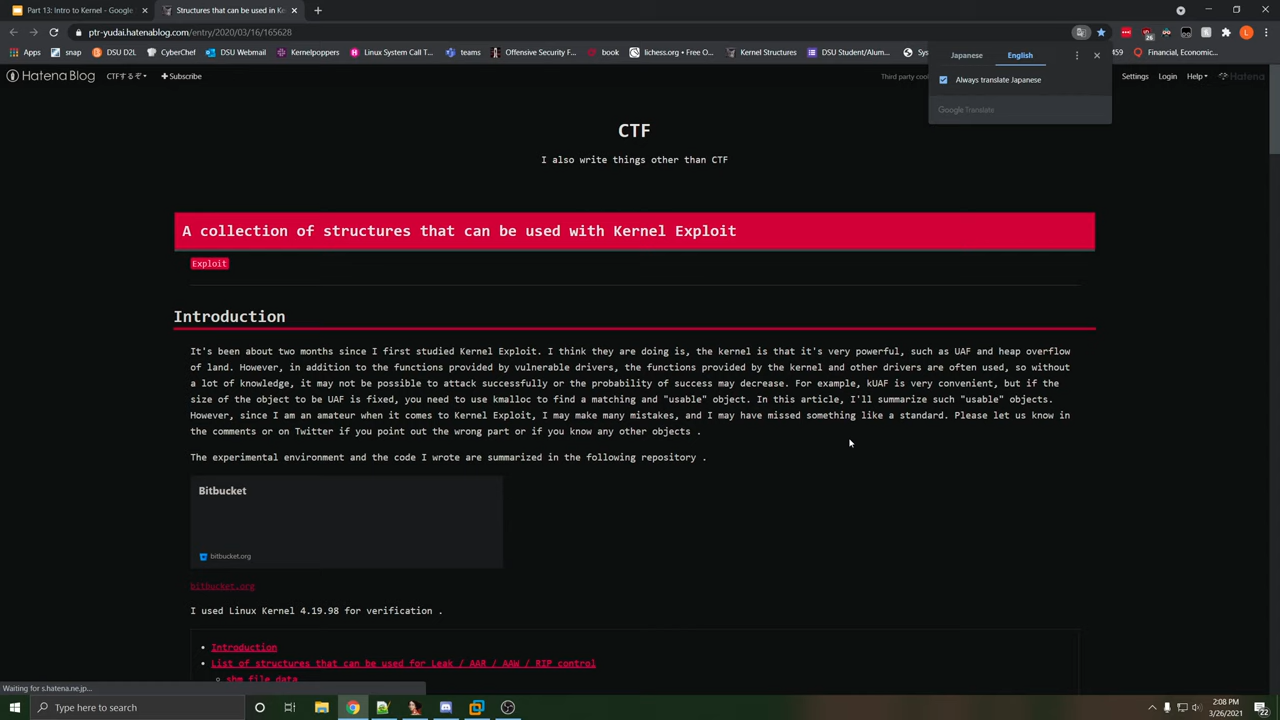 Part 13: Intro to Kernel - Google
Structures that can be used in Ke
ptr-yudai.hatenablog.com/entry/2020/03/16/165628
Apps
snap
DSU D2L
CyberChef
DSU Webmail
Kernelpoppers
Linux System Call T...
teams
Offensive Security F...
book
lichess.org • Free O...
Kernel Structures
DSU Student/Alum...
459
Financial, Economic...
Japanese
English
Always translate Japanese
Google Translate
Hatena Blog
CTFするぞ
Subscribe
Third party coo
Settings
Login
Help
Hatena
CTF
I also write things other than CTF
A collection of structures that can be used with Kernel Exploit
Exploit
Introduction
It's been about two months since I first studied Kernel Exploit. I think they are doing is, the kernel is that it's very powerful, such as UAF and heap overflow
of land. However, in addition to the functions provided by vulnerable drivers, the functions provided by the kernel and other drivers are often used, so without
a lot of knowledge, it may not be possible to attack successfully or the probability of success may decrease. For example, kUAF is very convenient, but if the
size of the object to be UAF is fixed, you need to use kmalloc to find a matching and "usable" object. In this article, I'll summarize such "usable" objects.
However, since I am an amateur when it comes to Kernel Exploit, I may make many mistakes, and I may have missed something like a standard. Please let us know in
the comments or on Twitter if you point out the wrong part or if you know any other objects .
The experimental environment and the code I wrote are summarized in the following repository .
Bitbucket
bitbucket.org
bitbucket.org
I used Linux Kernel 4.19.98 for verification .
Introduction
List of structures that can be used for Leak / AAR / AAW / RIP control
shm_file_data
Waiting for s.hatena.ne.jp...
Type here to search
2:08 PM
3/26/2021
22